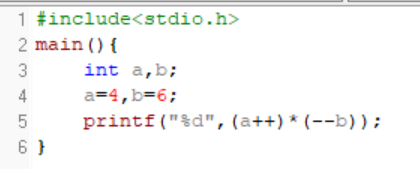 1 #include<stdio.h>
2 main(){
3 int a,b;
4 a=4,b=6;
5 printf("%d",(a++)*(--b));
6 }